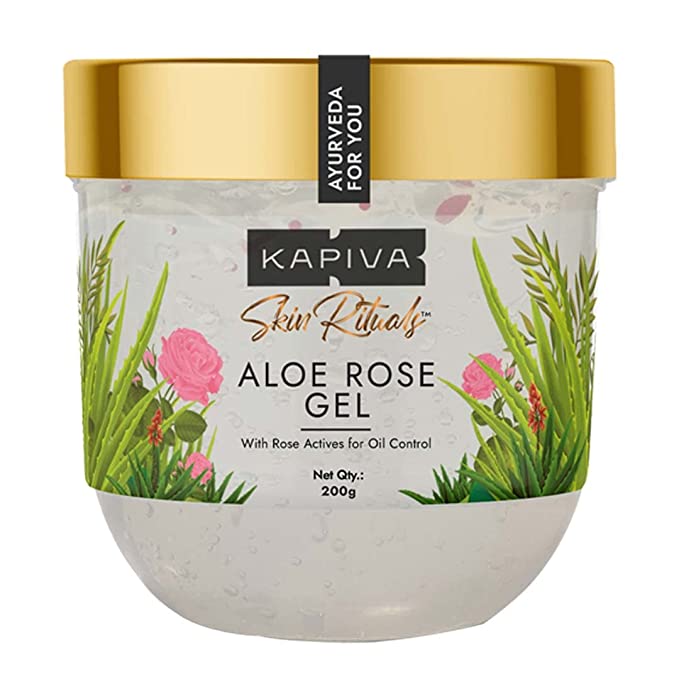 AYURVEDA
FOR YOU
KAPIVA
Skin Rituals™
ALOE ROSE
GEL
With Rose Actives for Oil Control
Net Qty.:
200g